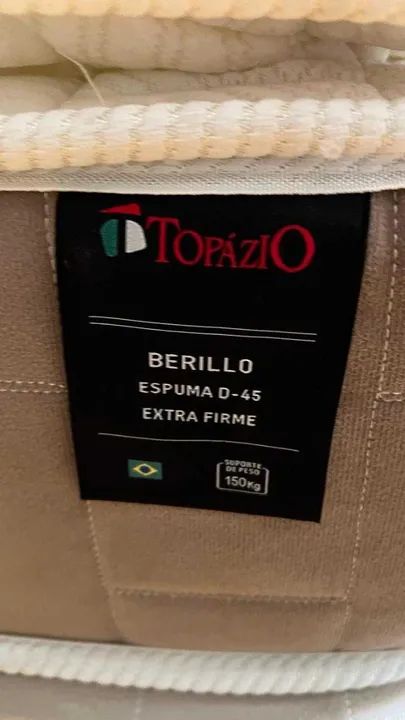 TOPÁZIO
BERILLO
ESPUMA D-45
EXTRA FIRME
SUPORTE
DE PESO
150Kg